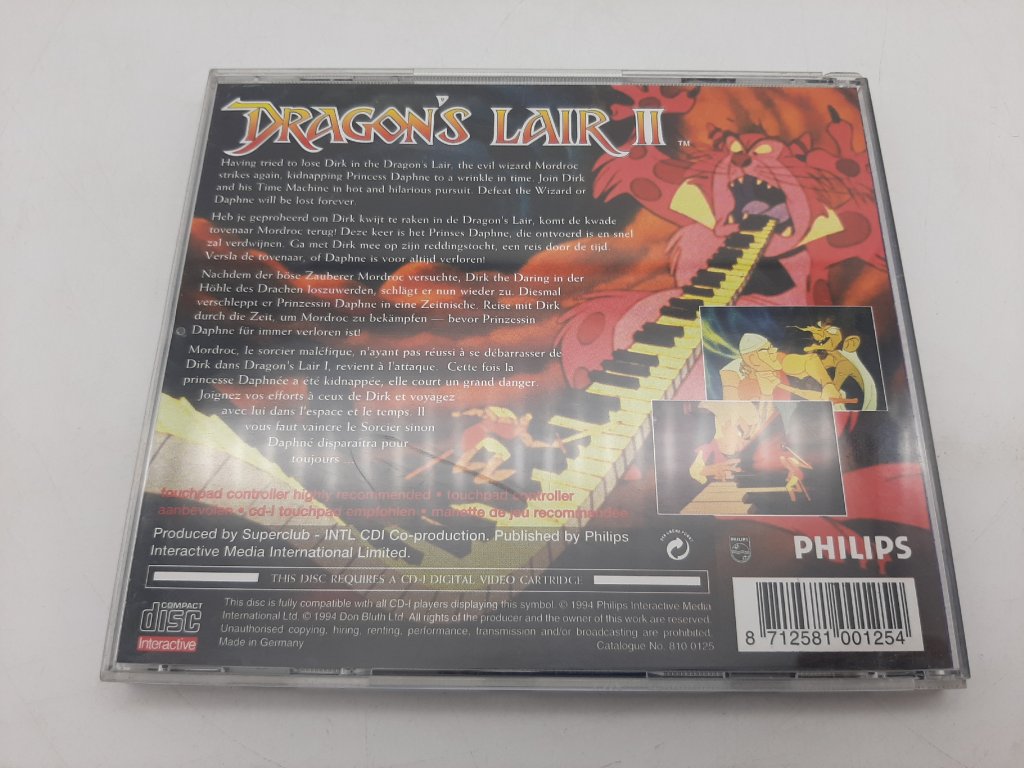 DRAGON'S LAIR II ™
Having tried to lose Dirk in the Dragon's Lair, the evil wizard Mordroc
strikes again, kidnapping Princess Daphne to a wrinkle in time. Join Dirk
and his Time Machine in hot and hilarious pursuit. Defeat the Wizard or
Daphne will be lost forever.
Heb je geprobeerd om Dirk kwijt te raken in de Dragon's Lair, komt de kwade
tovenaar Mordroc terug! Deze keer is het Prinses Daphne, die ontvoerd is en snel
zal verdwijnen. Ga met Dirk mee op zijn reddingstocht, een reis door de tijd.
Versla de tovenaar, of Daphne is voor altijd verloren!
Nachdem der böse Zauberer Mordroc versuchte, Dirk the Daring in der
Höhle des Drachen loszuwerden, schlägt er nun wieder zu. Diesmal
verschleppt er Prinzessin Daphne in eine Zeitnische. Reise mit Dirk
durch die Zeit, um Mordroc zu bekämpfen — bevor Prinzessin
Daphne für immer verloren ist!
Mordroc, le sorcier maléfique, n'ayant pas réussi à se débarrasser de
Dirk dans Dragon's Lair I, revient à l'attaque. Cette fois la
princesse Daphnée a eté kidnappée, elle court un grand danger.
Joignez vos efforts à ceux de Dirk et voyagez
avec lui dans l'espace et le temps. Il
vous faut vaincre le Sorcier sinon
Daphné disparaitra pour
toujours ...
touchpad controller highly recommended • touchpad controller
aanbevolen • cd-i touchpad empfohlen • manette de jeu recommendée
Produced by Superclub - INTL CDI Co-production. Published by Philips
Interactive Media International Limited.
PHILIPS
PHILIPS
THIS DISC REQUIRES A CD-I DIGITAL VIDEO CARTRIDGE
COMPACT
disc
Interactive
This disc is fully compatible with all CD-I players displaying this symbol. © 1994 Philips Interactive Media
International Ltd. © 1994 Don Bluth Ltd. All rights of the producer and the owner of this work are reserved.
Unauthorised copying, hiring, renting, performance, transmission and/or broadcasting are prohibited.
Made in Germany
Catalogue No. 810 0125
8 712581 001254